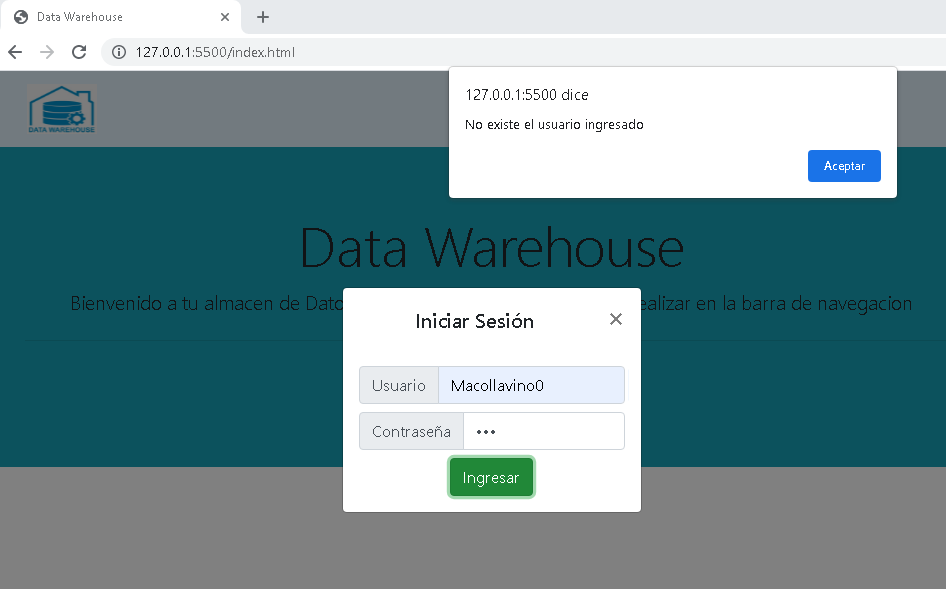 Data Warehouse
127.0.0.1:5500/index.html
DATA WAREHOUSE
127.0.0.1:5500 dice
No existe el usuario ingresado
Aceptar
Data Warehouse
Bienvenido a tu almacen de Dato ealizar en la barra de navegacion
Iniciar Sesión
Usuario Macollavino0
Contraseña •••
Ingresar